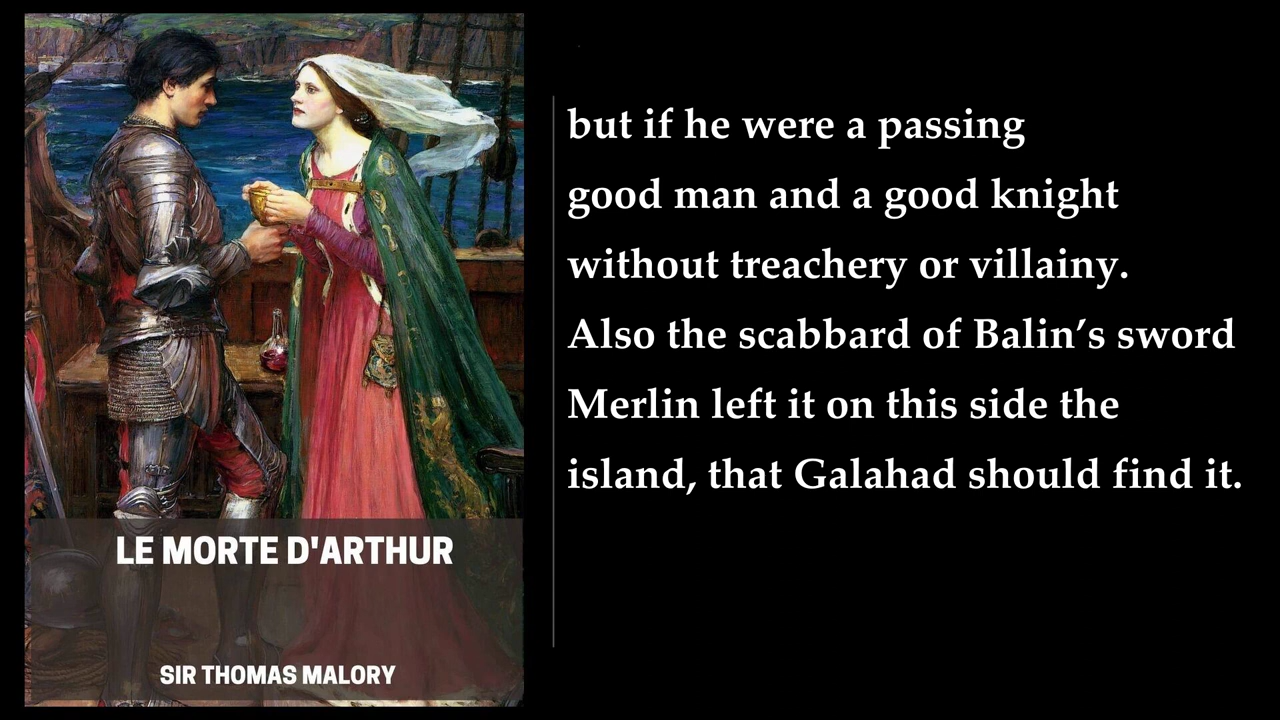 LE MORTE D'ARTHUR
SIR THOMAS MALORY
but if he were a passing
good man and a good knight
without treachery or villainy.
Also the scabbard of Balin’s sword
Merlin left it on this side the
island, that Galahad should find it.